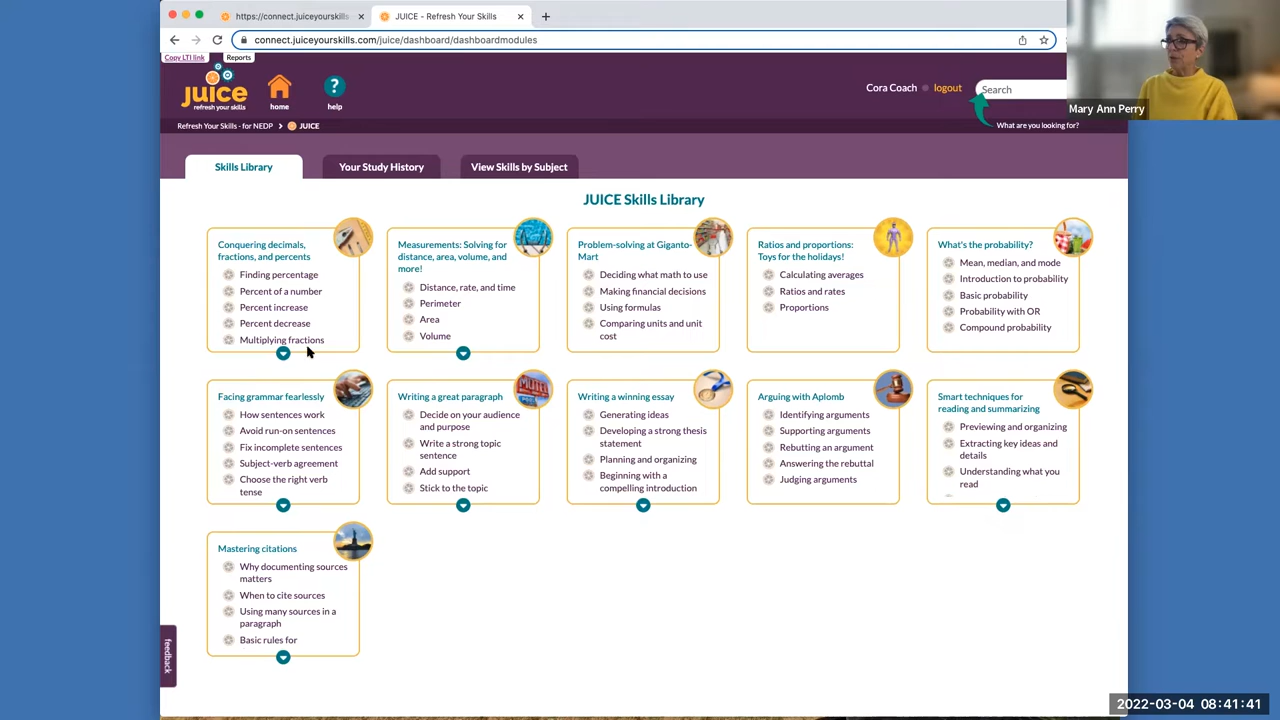 https://connect.juiceyourskills
JUICE - Refresh Your Skills
connect.juiceyourskills.com/juice/dashboard/dashboardmodules
Copy LTI link
Reports
juice
refresh your skills
home
?
help
Cora Coach
logout
Search
What are you looking for?
Mary Ann Perry
Refresh Your Skills - for NEDP
JUICE
Skills Library
Your Study History
View Skills by Subject
JUICE Skills Library
Conquering decimals,
fractions, and percents
Finding percentage
Percent of a number
Percent increase
Percent decrease
Multiplying fractions
Measurements: Solving for
distance, area, volume, and
more!
Distance, rate, and time
Perimeter
Area
Volume
Problem-solving at Giganto-
Mart
Deciding what math to use
Making financial decisions
Using formulas
Comparing units and unit
cost
Ratios and proportions:
Toys for the holidays!
Calculating averages
Ratios and rates
Proportions
What's the probability?
Mean, median, and mode
Introduction to probability
Basic probability
Probability with OR
Compound probability
Facing grammar fearlessly
How sentences work
Avoid run-on sentences
Fix incomplete sentences
Subject-verb agreement
Choose the right verb
tense
Writing a great paragraph
Decide on your audience
and purpose
Write a strong topic
sentence
Add support
Stick to the topic
Writing a winning essay
Generating ideas
Developing a strong thesis
statement
Planning and organizing
Beginning with a
compelling introduction
Arguing with Aplomb
Identifying arguments
Supporting arguments
Rebutting an argument
Answering the rebuttal
Judging arguments
Smart techniques for
reading and summarizing
Previewing and organizing
Extracting key ideas and
details
Understanding what you
read
Mastering citations
Why documenting sources
matters
When to cite sources
Using many sources in a
paragraph
Basic rules for
feedback
2022-03-04 08:41:41